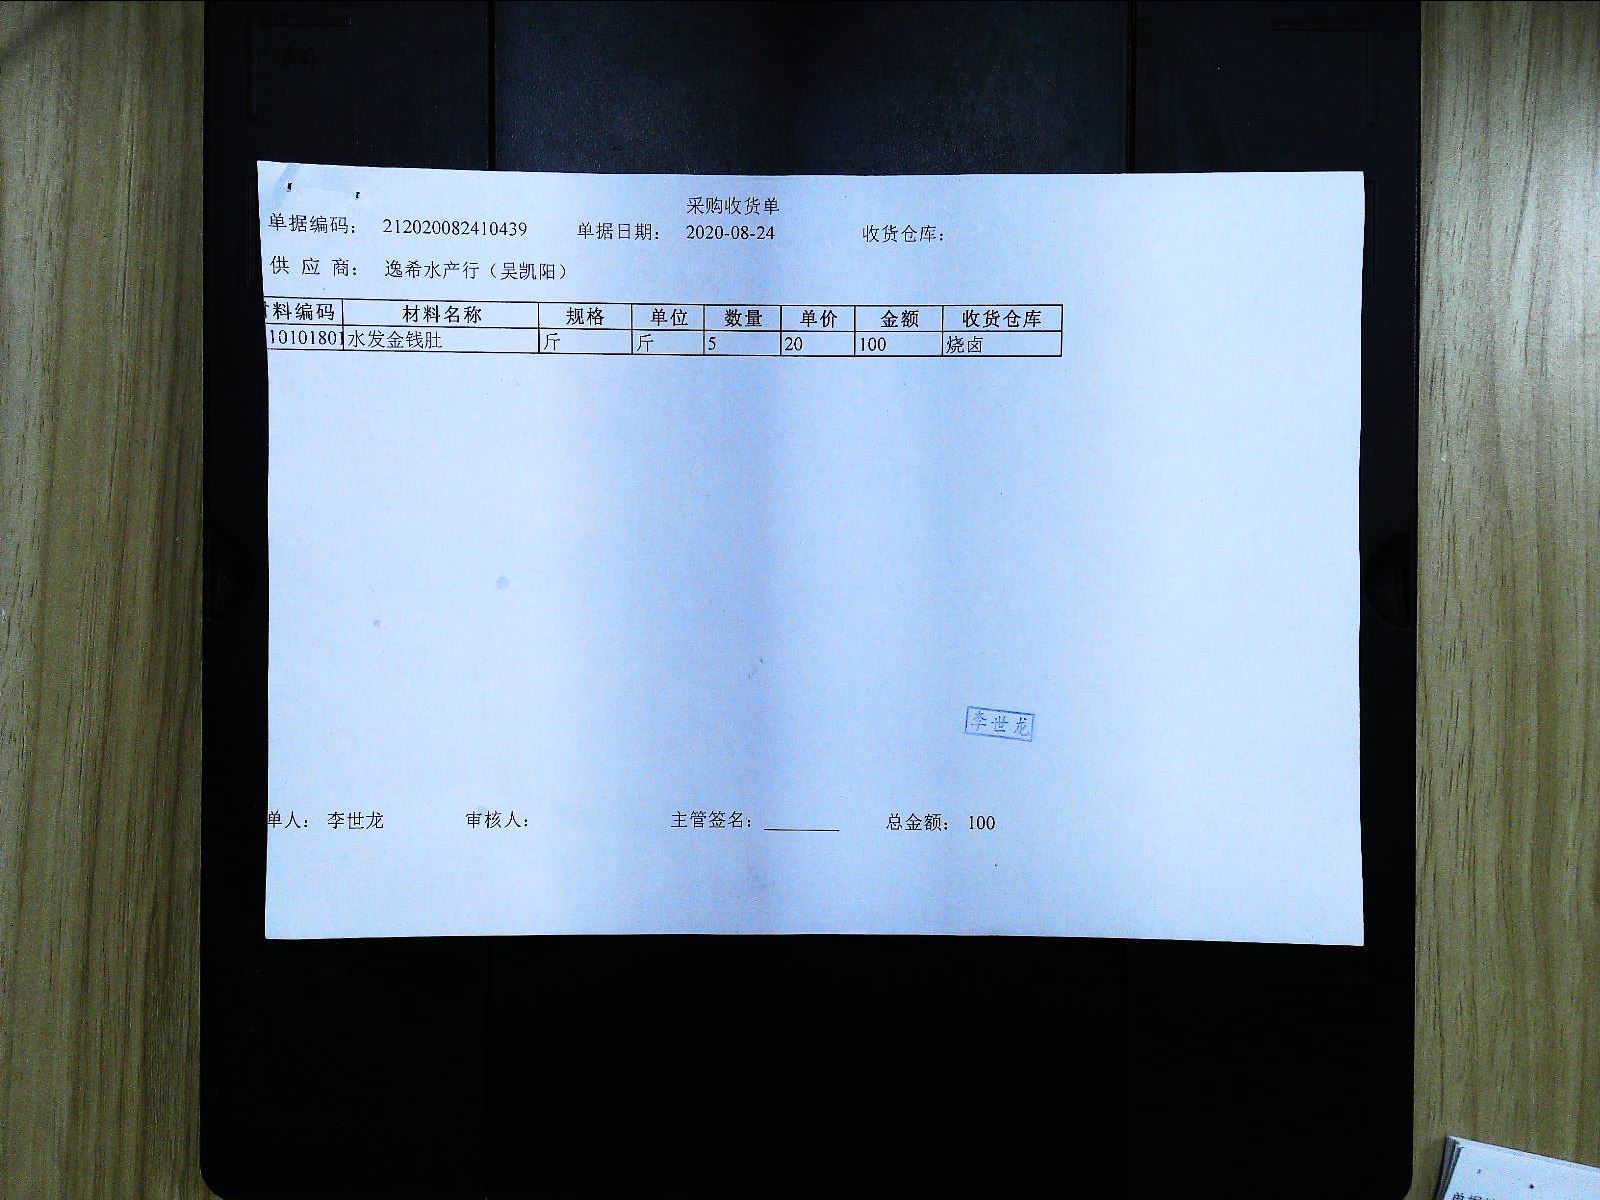 采购收货单
单据编码: 212020082410439 单据日期: 2020-08-24 收货仓库:
供 应 商: 逸希水产行（吴凯阳）
料编码 材料名称 规格 单位 数量 单价 金额 收货仓库
10101801 水发金钱肚 斤 斤 5 20 100 烧卤
李世龙
单人: 李世龙 审核人: 主管签名: 总金额: 100